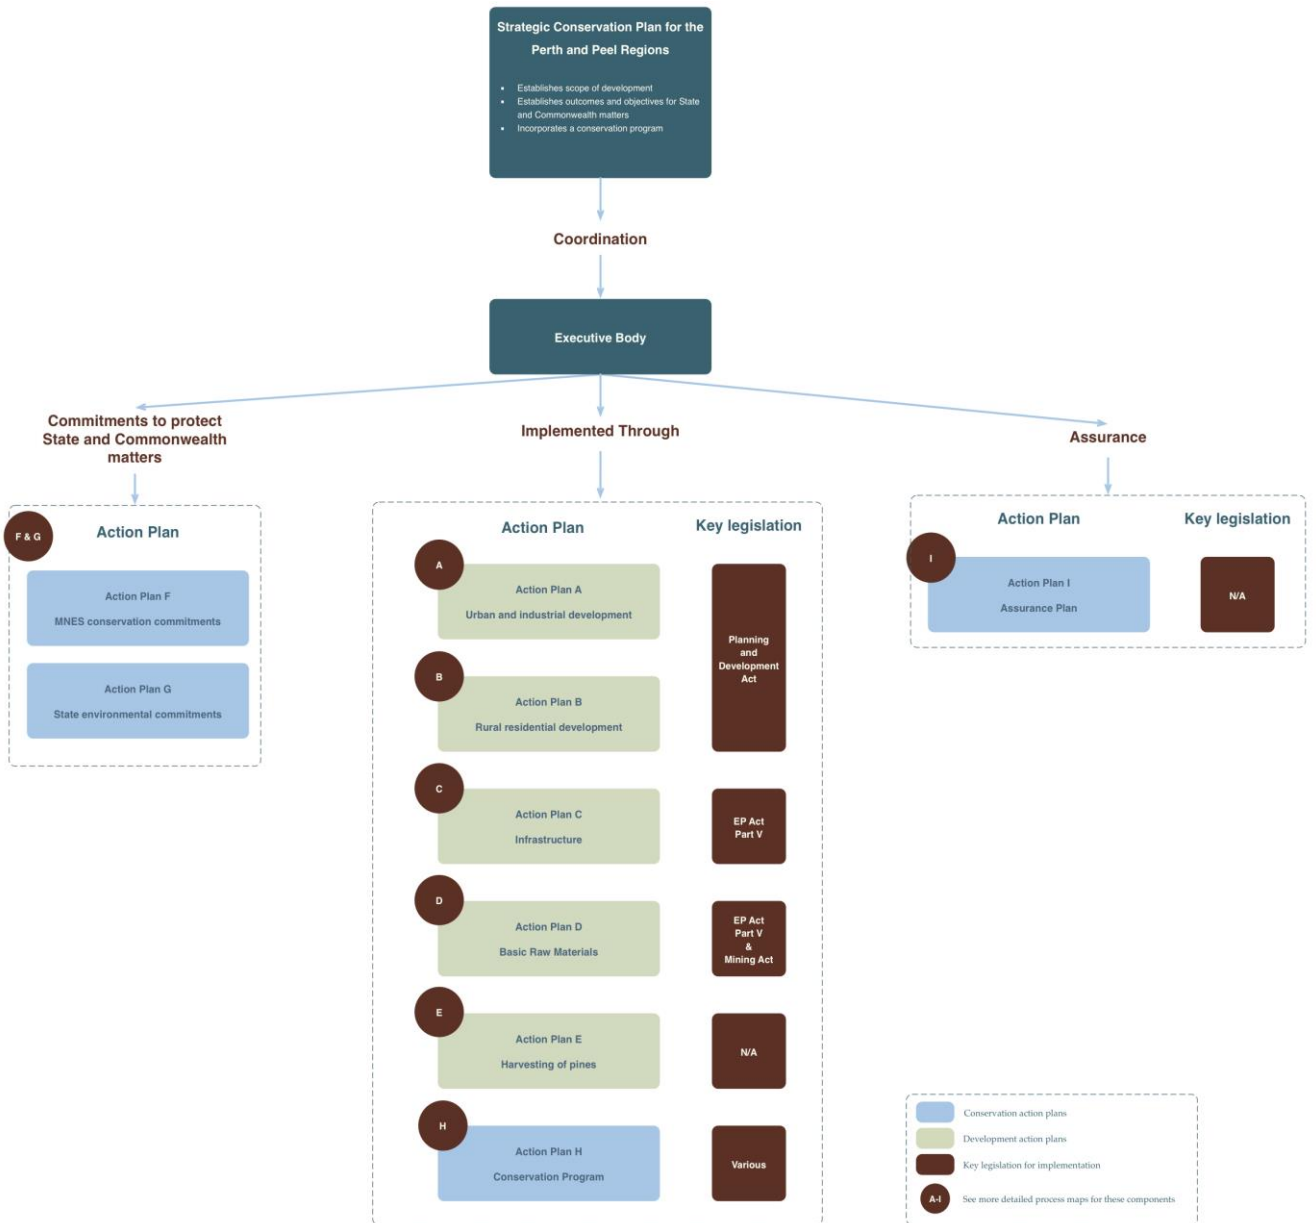 Strategic Conservation Plan for the
Perth and Peel Regions
Establishes scope of development
Establishes outcomes and objectives for State
and Commonwealth matters
Incorporates a conservation program
Coordination
Executive Body
Commitments to protect
State and Commonwealth
matters
Implemented Through
Assurance
F & G
Action Plan
Action Plan F
MNES conservation commitments
Action Plan G
State environmental commitments
Action Plan
Key legislation
A
Action Plan A
Urban and industrial development
Planning
and
Development
Act
B
Action Plan B
Rural residential development
C
Action Plan C
Infrastructure
EP Act
Part V
D
Action Plan D
Basic Raw Materials
EP Act
Part V
&
Mining Act
E
Action Plan E
Harvesting of pines
N/A
H
Action Plan H
Conservation Program
Various
Action Plan
Key legislation
I
Action Plan I
Assurance Plan
N/A
Conservation action plans
Development action plans
Key legislation for implementation
A-I
See more detailed process maps for these components